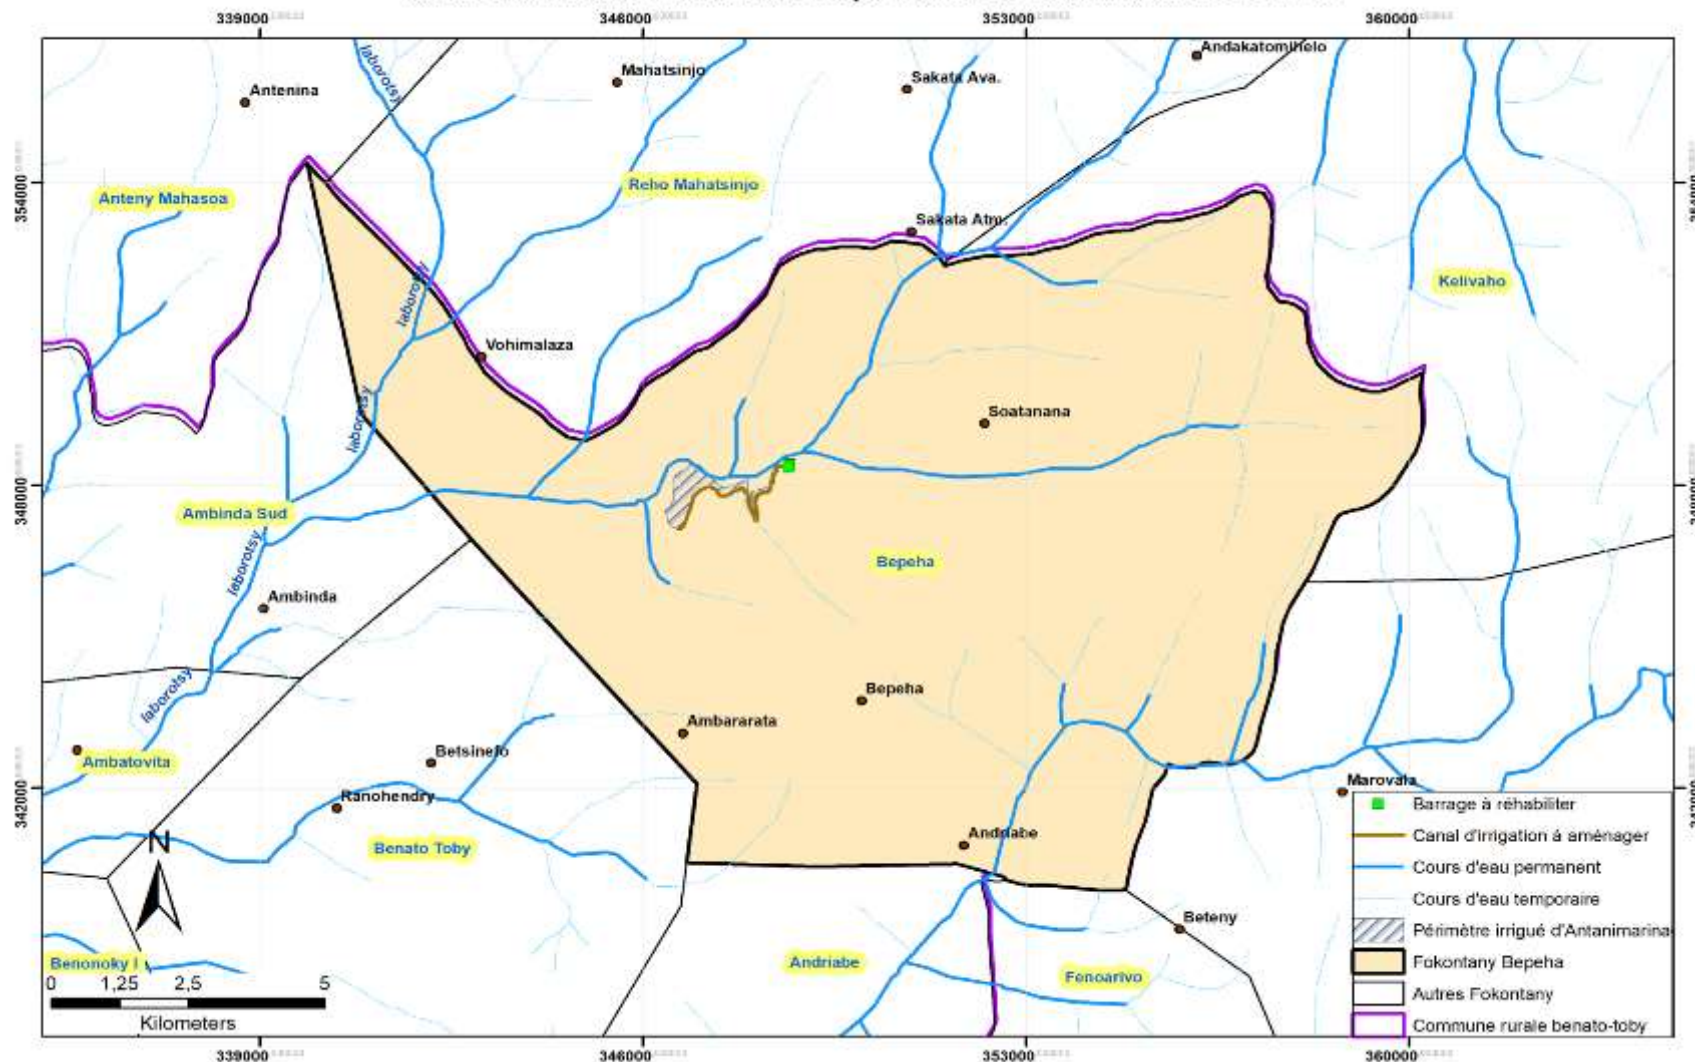 339000 346000 353000 360000
Andakatomihelo
Mahatsinjo
Sakata Ava.
Antenina
Iaborotsy
354000
Anteny Mahasoa
Reho Mahatsinjo
Sakata Atm.
Kelivaho
Iaborotsy
Vohimalaza
Iaborotsy
Soatanana
348000 348000
Ambinda Sud
Iaborotsy
Bepeha
Ambinda
Iaborotsy
Bepeha
Ambararata
Ambatovita
Betsinefo
342000
Ranohendry
Marovala
Andriabe
Benato Toby
N
Beteny
Benonoky I
Andriabe
Fenoarivo
0 1,25 2,5 5
Kilometers
Barrage à réhabiliter
Canal d'irrigation à aménager
Cours d'eau permanent
Cours d'eau temporaire
Périmètre irrigué d'Antanimarina
Fokontany Bepeha
Autres Fokontany
Commune rurale benato-toby
339000 346000 353000 360000